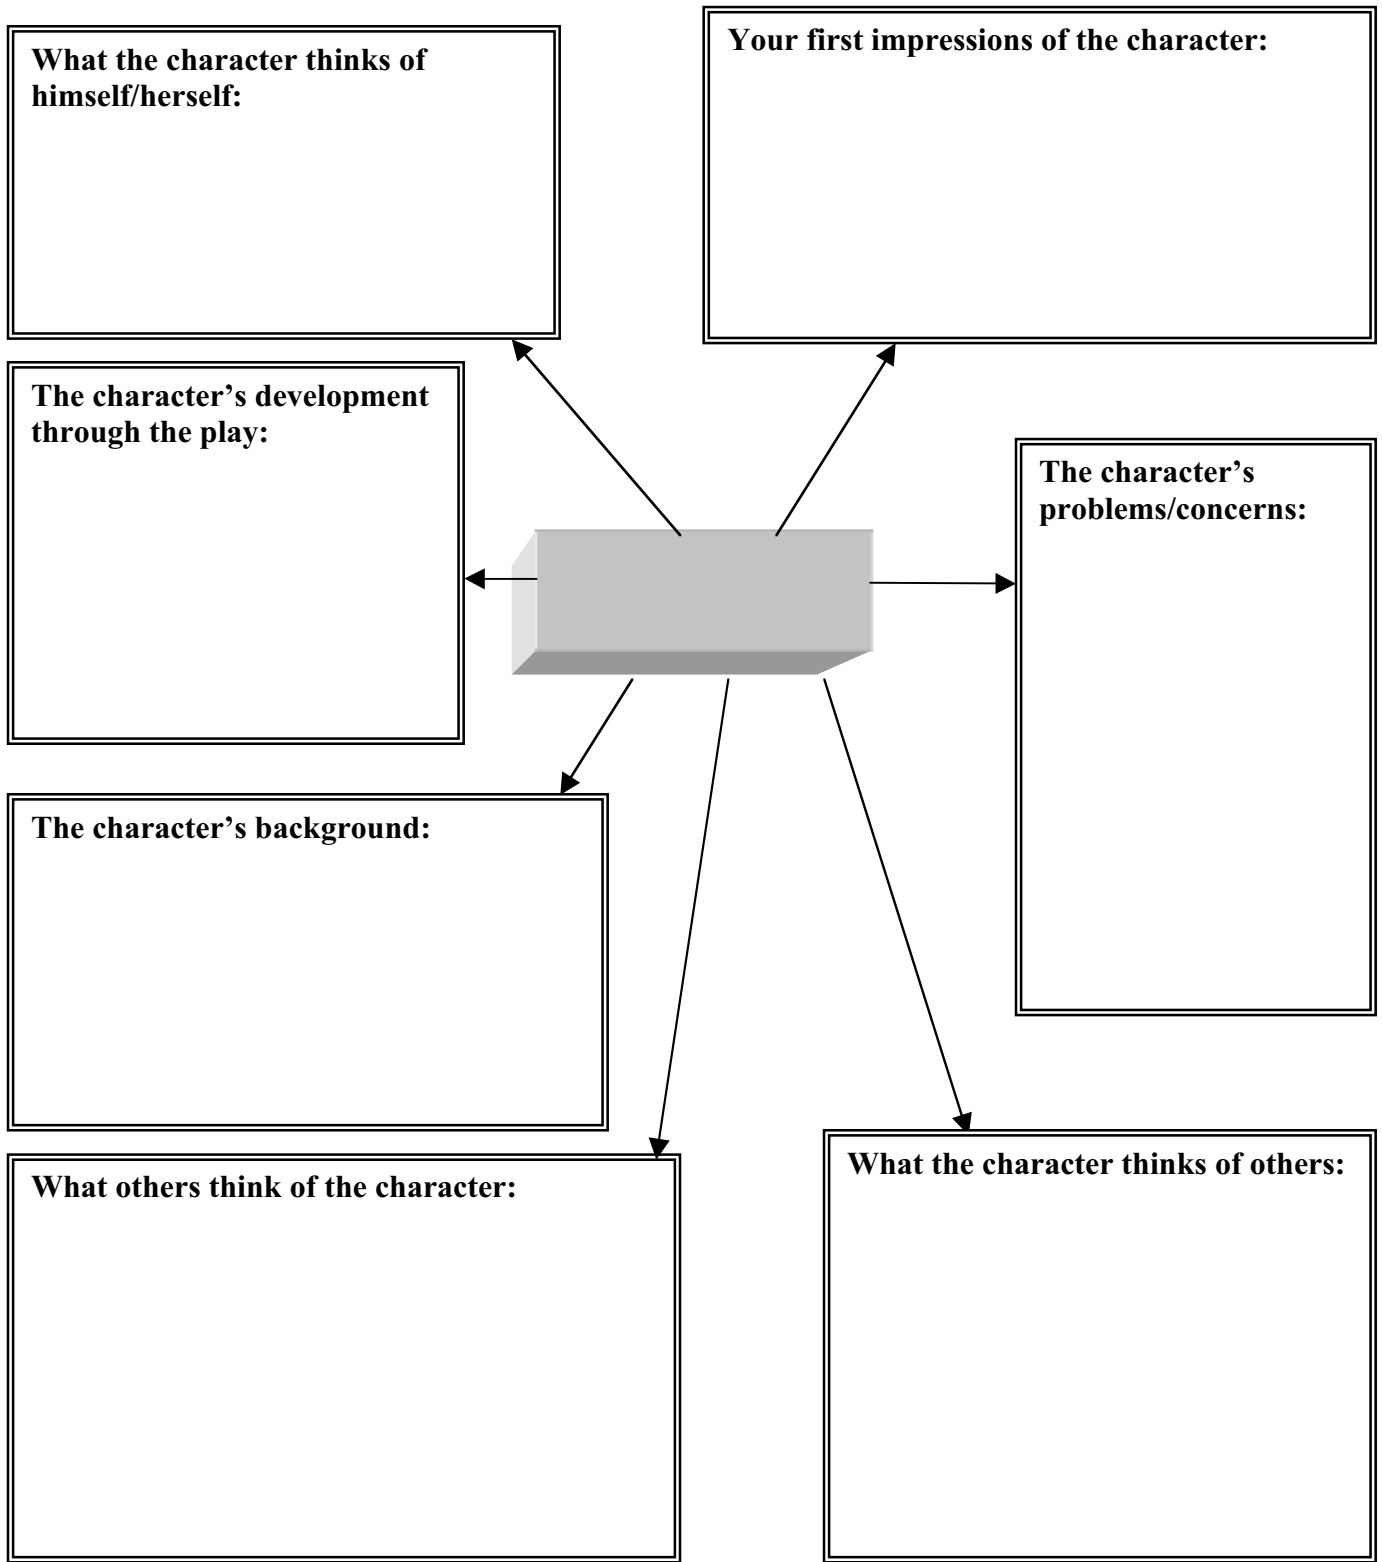 What the character thinks of
himself/herself:
Your first impressions of the character:
The character’s development
through the play:
The character’s
problems/concerns:
The character’s background:
What others think of the character:
What the character thinks of others: